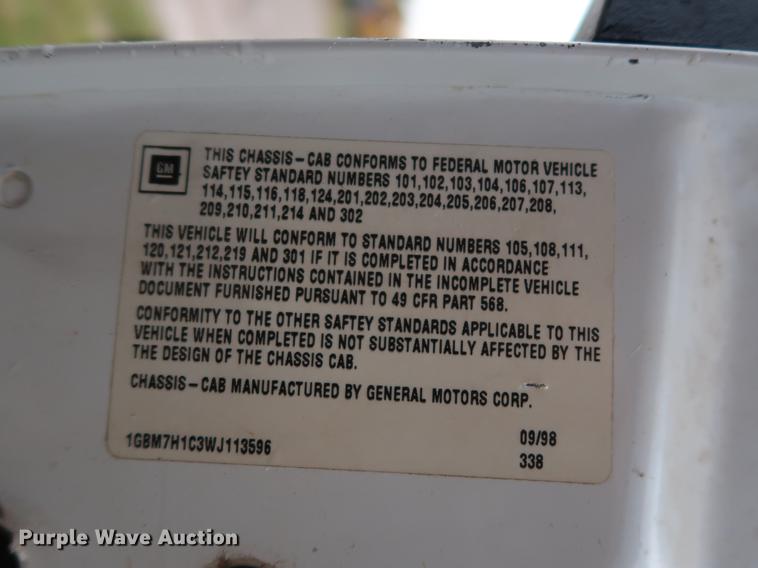 GM
THIS CHASSIS-CAB CONFORMS TO FEDERAL MOTOR VEHICLE
SAFTEY STANDARD NUMBERS 101,102,103,104,106,107,113,
114,115,116,118,124,201,202,203,204,205,206,207,208,
209,210,211,214 AND 302
THIS VEHICLE WILL CONFORM TO STANDARD NUMBERS 105,108,111,
120,121,212,219 AND 301 IF IT IS COMPLETED IN ACCORDANCE
WITH THE INSTRUCTIONS CONTAINED IN THE INCOMPLETE VEHICLE
DOCUMENT FURNISHED PURSUANT TO 49 CFR PART 568.
CONFORMITY TO THE OTHER SAFTEY STANDARDS APPLICABLE TO THIS
VEHICLE WHEN COMPLETED IS NOT SUBSTANTIALLY AFFECTED BY THE
THE DESIGN OF THE CHASSIS CAB.
CHASSIS-CAB MANUFACTURED BY GENERAL MOTORS CORP.
1GBM7H1C3WJ113596
09/98
338
Purple Wave Auction